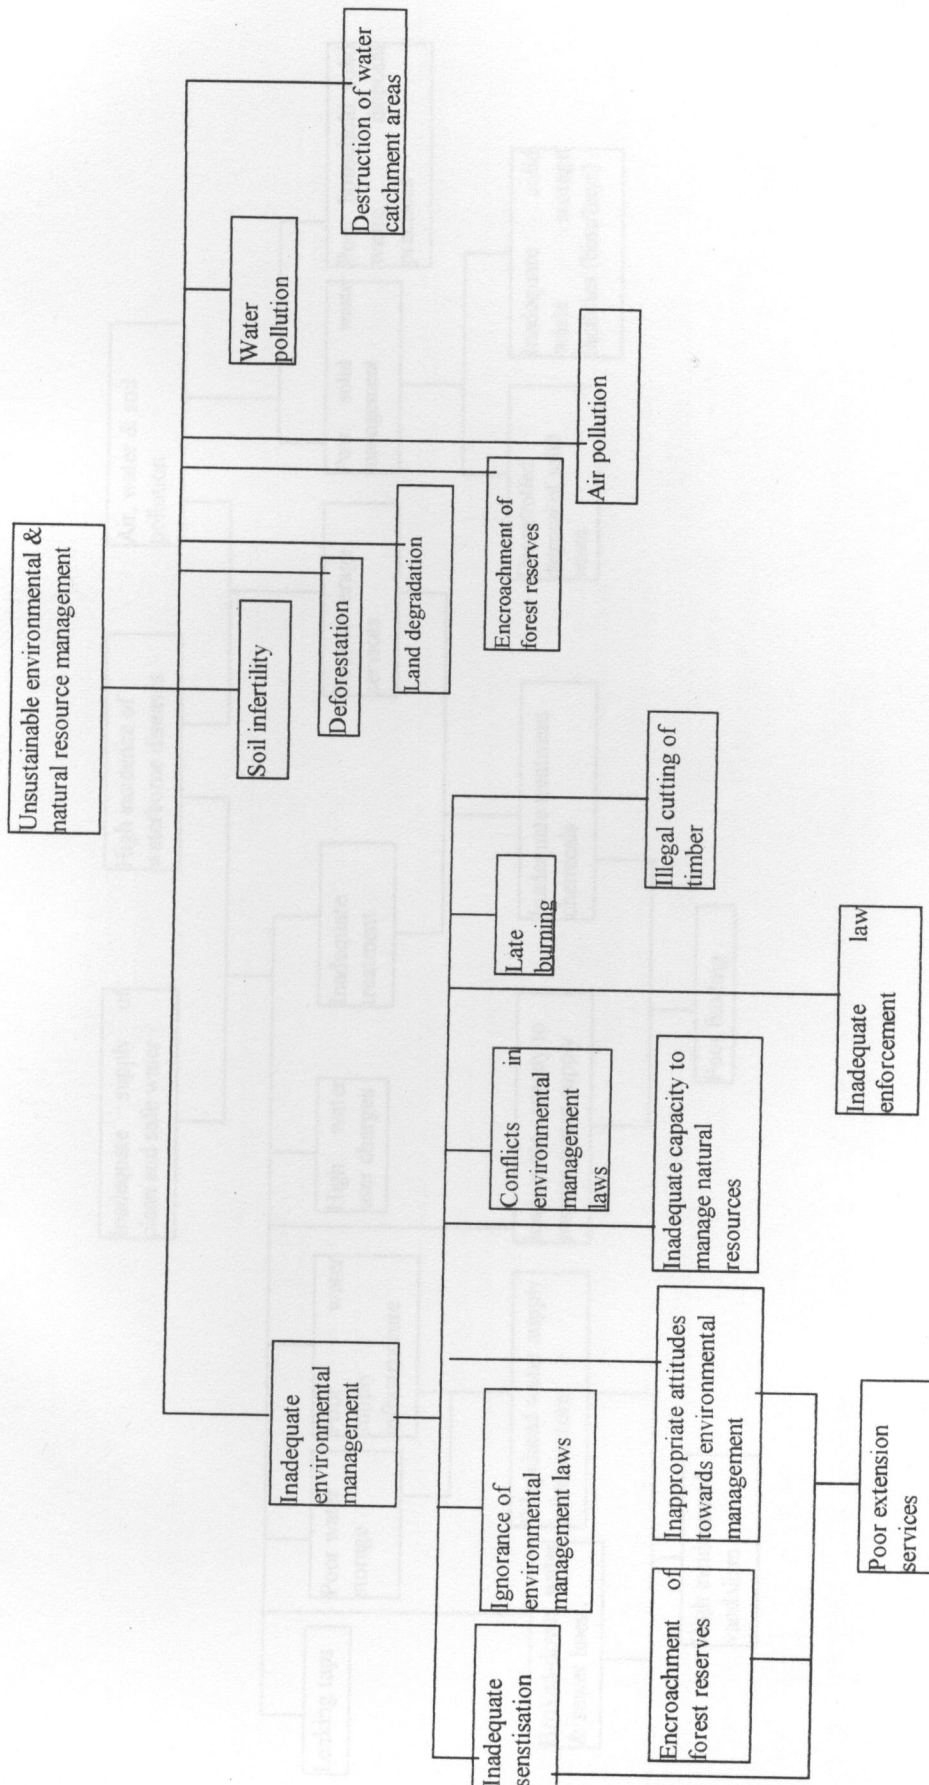 Unsustainable environmental &
natural resource management
Water
pollution
Destruction of water
catchment areas
Soil infertility
Deforestation
Land degradation
Encroachment of
forest reserves
Air pollution
Inadequate
environmental
management
Inadequate
senstisation
Ignorance of
environmental
management laws
Conflicts in
environmental
management
laws
Late
burning
Illegal cutting of
timber
Encroachment of
forest reserves
Inappropriate attitudes
towards environmental
management
Inadequate capacity to
manage natural
resources
Inadequate law
enforcement
Poor extension
services